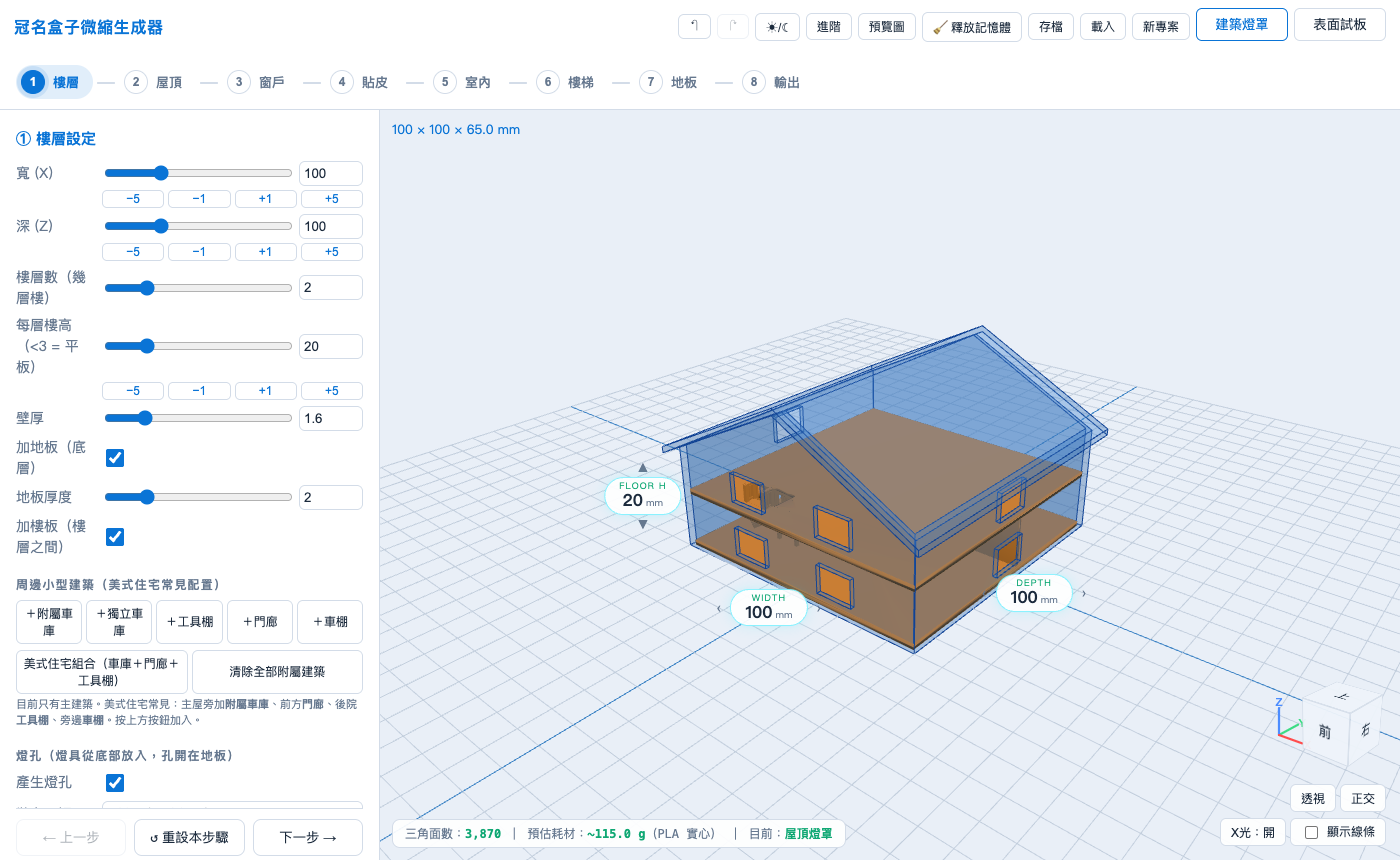 冠名盒子微縮生成器
☀/☾ 進階 預覽圖 🧹 釋放記憶體 存檔 載入 新專案 建築燈罩 表面試板
1 樓層 2 屋頂 3 窗戶 4 貼皮 5 室內 6 樓梯 7 地板 8 輸出
① 樓層設定
100 × 100 × 65.0 mm
寬 (X) 100
−5 −1 +1 +5
深 (Z) 100
−5 −1 +1 +5
樓層數（幾
層樓） 2
每層樓高
（<3 = 平
板） 20
−5 −1 +1 +5
壁厚 1.6
加地板（底
層）
地板厚度 2
加樓板（樓
層之間）
周邊小型建築（美式住宅常見配置）
＋附屬車
庫
＋獨立車
庫
＋工具棚
＋門廊
＋車棚
美式住宅組合（車庫＋門廊＋
工具棚）
清除全部附屬建築
目前只有主建築。美式住宅常見：主屋旁加附屬車庫、前方門廊、後院
工具棚、旁邊車棚。按上方按鈕加入。
燈孔（燈具從底部放入，孔開在地板）
產生燈孔
← 上一步 ↺ 重設本步驟 下一步 →
FLOOR H
20 mm
WIDTH
100 mm
DEPTH
100 mm
Z
上
前
右
透視 正交
三角面數：3,870 | 預估耗材：~115.0 g (PLA 實心) | 目前：屋頂燈罩
X光：開 顯示線條